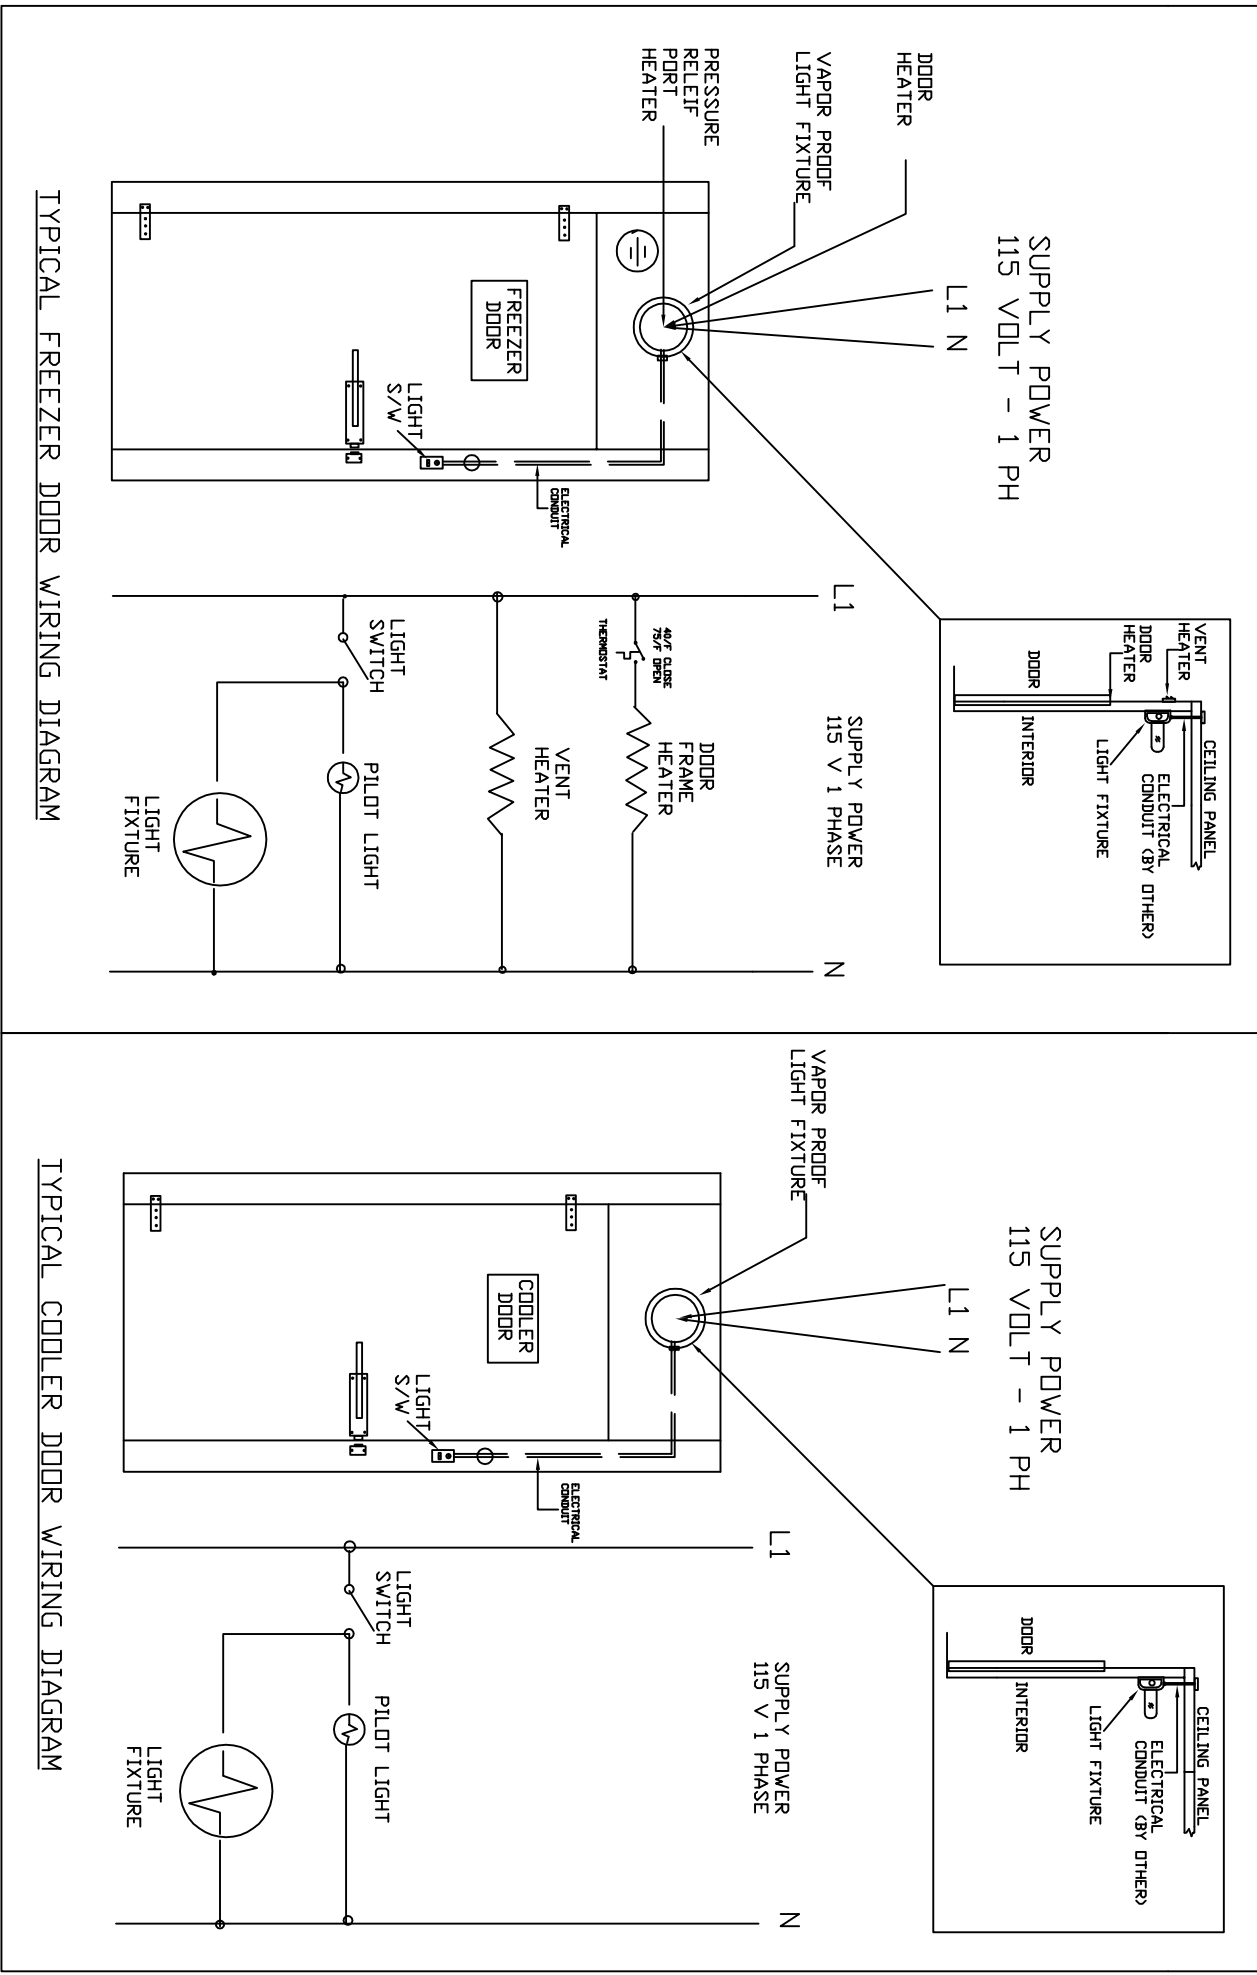 SUPPLY POWER
115 VOLT - 1 PH
L1 N
DOOR
HEATER
VAPOR PROOF
LIGHT FIXTURE
PRESSURE
RELEIF
PORT
HEATER
FREEZER
DOOR
LIGHT
S/W
ELECTRICAL
CONDUIT
VENT
HEATER
DOOR
HEATER
DOOR
INTERIOR
CEILING PANEL
ELECTRICAL
CONDUIT (BY OTHER)
LIGHT FIXTURE
L1
N
SUPPLY POWER
115 V 1 PHASE
40/F CLOSE
75/F OPEN
THERMOSTAT
DOOR
FRAME
HEATER
VENT
HEATER
LIGHT
SWITCH
PILOT LIGHT
LIGHT
FIXTURE
TYPICAL FREEZER DOOR WIRING DIAGRAM
SUPPLY POWER
115 VOLT - 1 PH
L1 N
VAPOR PROOF
LIGHT FIXTURE
COOLER
DOOR
LIGHT
S/W
ELECTRICAL
CONDUIT
DOOR
INTERIOR
CEILING PANEL
ELECTRICAL
CONDUIT (BY OTHER)
LIGHT FIXTURE
L1
N
SUPPLY POWER
115 V 1 PHASE
LIGHT
SWITCH
PILOT LIGHT
LIGHT
FIXTURE
TYPICAL COOLER DOOR WIRING DIAGRAM